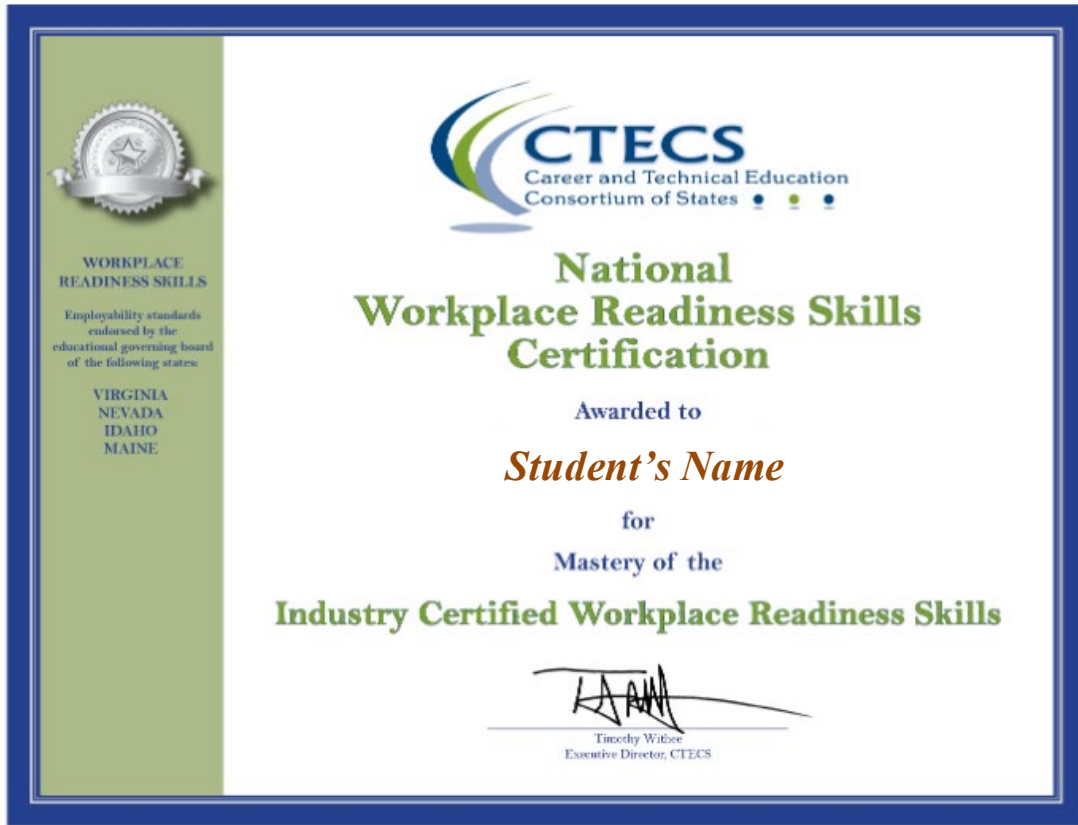 WORKPLACE
READINESS SKILLS
Employability standards
endorsed by the
educational governing board
of the following states:
VIRGINIA
NEVADA
IDAHO
MAINE
CTECS
Career and Technical Education
Consortium of States
National
Workplace Readiness Skills
Certification
Awarded to
Student’s Name
for
Mastery of the
Industry Certified Workplace Readiness Skills
Timothy Withee
Executive Director, CTECS